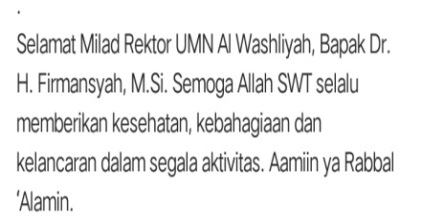 .
Selamat Milad Rektor UMN Al Washliyah, Bapak Dr.
H. Firmansyah, M.Si. Semoga Allah SWT selalu
memberikan kesehatan, kebahagiaan dan
kelancaran dalam segala aktivitas. Aamiin ya Rabbal
‘Alamin.